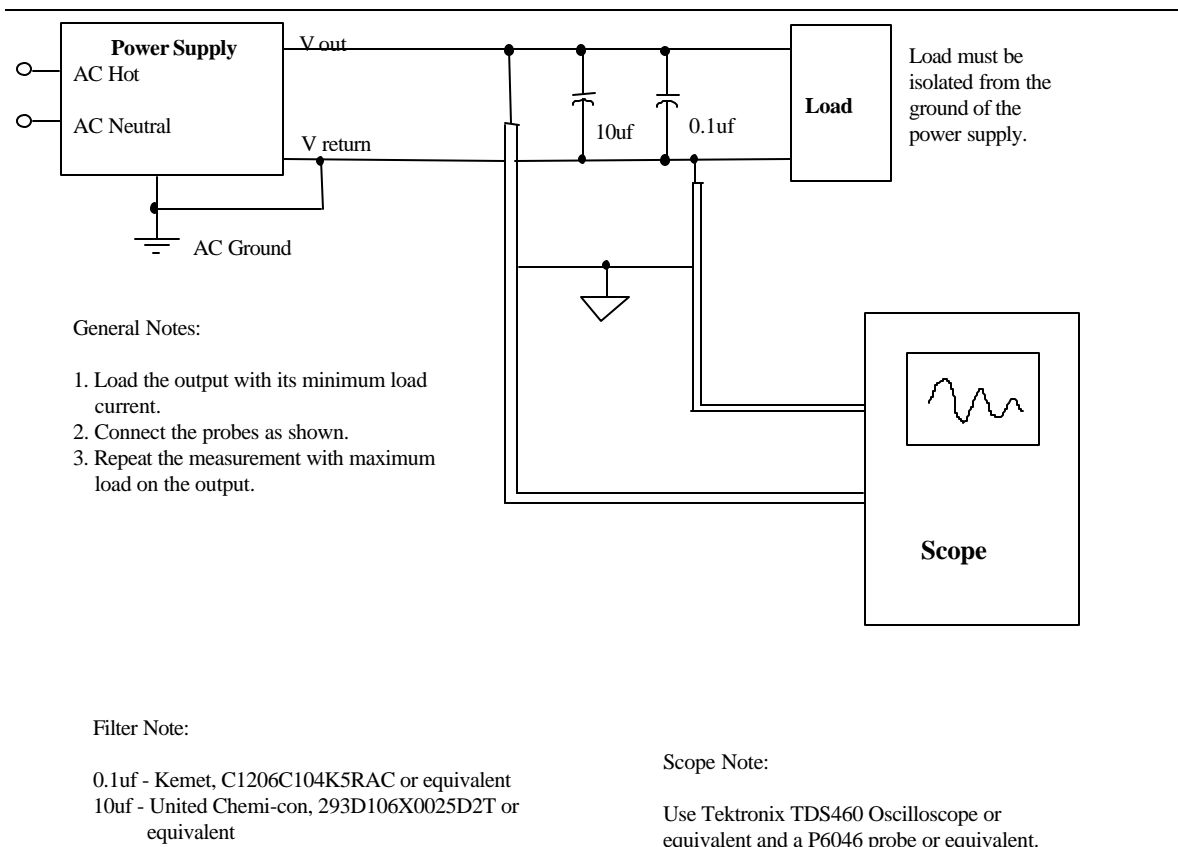 Power Supply
V out
AC Hot
AC Neutral
V return
AC Ground
10uf
0.1uf
Load
Load must be
isolated from the
ground of the
power supply.
General Notes:
1. Load the output with its minimum load
current.
2. Connect the probes as shown.
3. Repeat the measurement with maximum
load on the output.
Scope
Filter Note:
0.1uf - Kemet, C1206C104K5RAC or equivalent
10uf - United Chemi-con, 293D106X0025D2T or
equivalent
Scope Note:
Use Tektronix TDS460 Oscilloscope or
equivalent and a P6046 probe or equivalent.